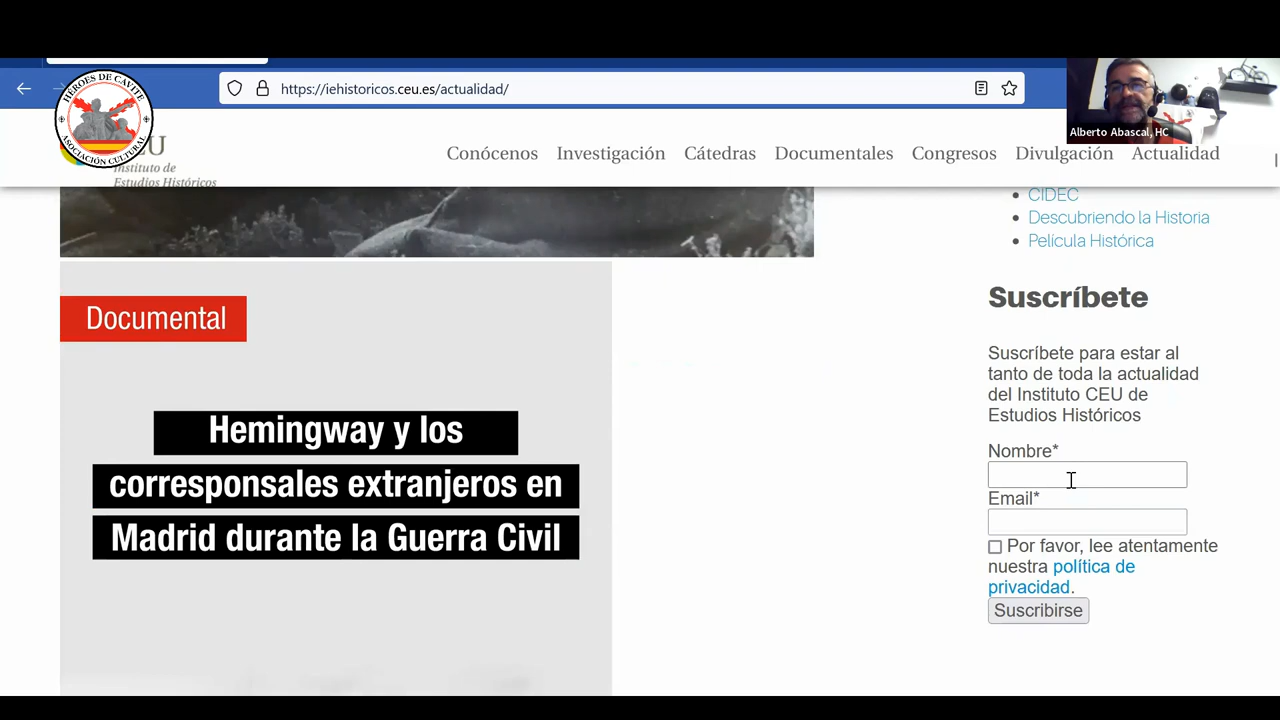 https://iehistoricos.ceu.es/actualidad/
HÉROES DE CAVITE
ASOCIACIÓN CULTURAL
Alberto Abascal, HC
Instituto de
Estudios Históricos
Conócenos Investigación Cátedras Documentales Congresos Divulgación Actualidad
CIDEC
Descubriendo la Historia
Película Histórica
Documental
Hemingway y los
corresponsales extranjeros en
Madrid durante la Guerra Civil
Suscríbete
Suscríbete para estar al
tanto de toda la actualidad
del Instituto CEU de
Estudios Históricos
Nombre*
Email*
Por favor, lee atentamente
nuestra política de
privacidad.
Suscribirse